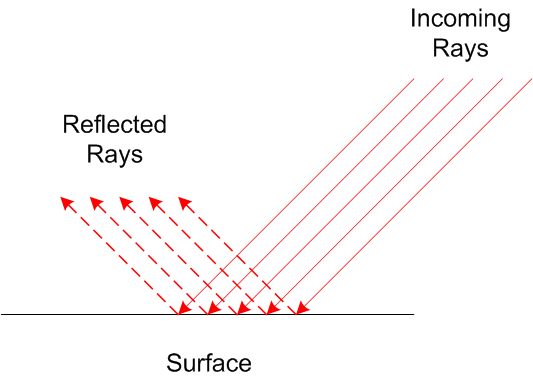 Incoming
Rays
Reflected
Rays
Surface